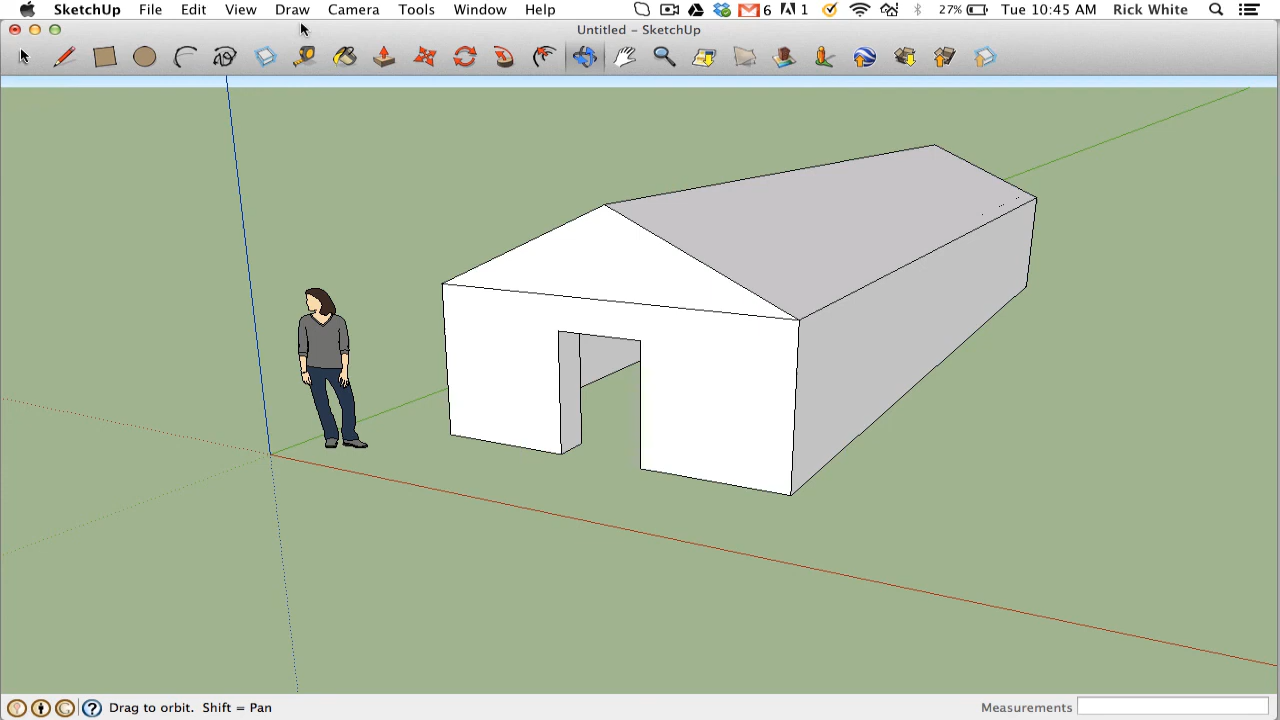 SketchUp File Edit View Draw Camera Tools Window Help 6 1 27% Tue 10:45 AM Rick White
Untitled – SketchUp
Drag to orbit. Shift = Pan Measurements